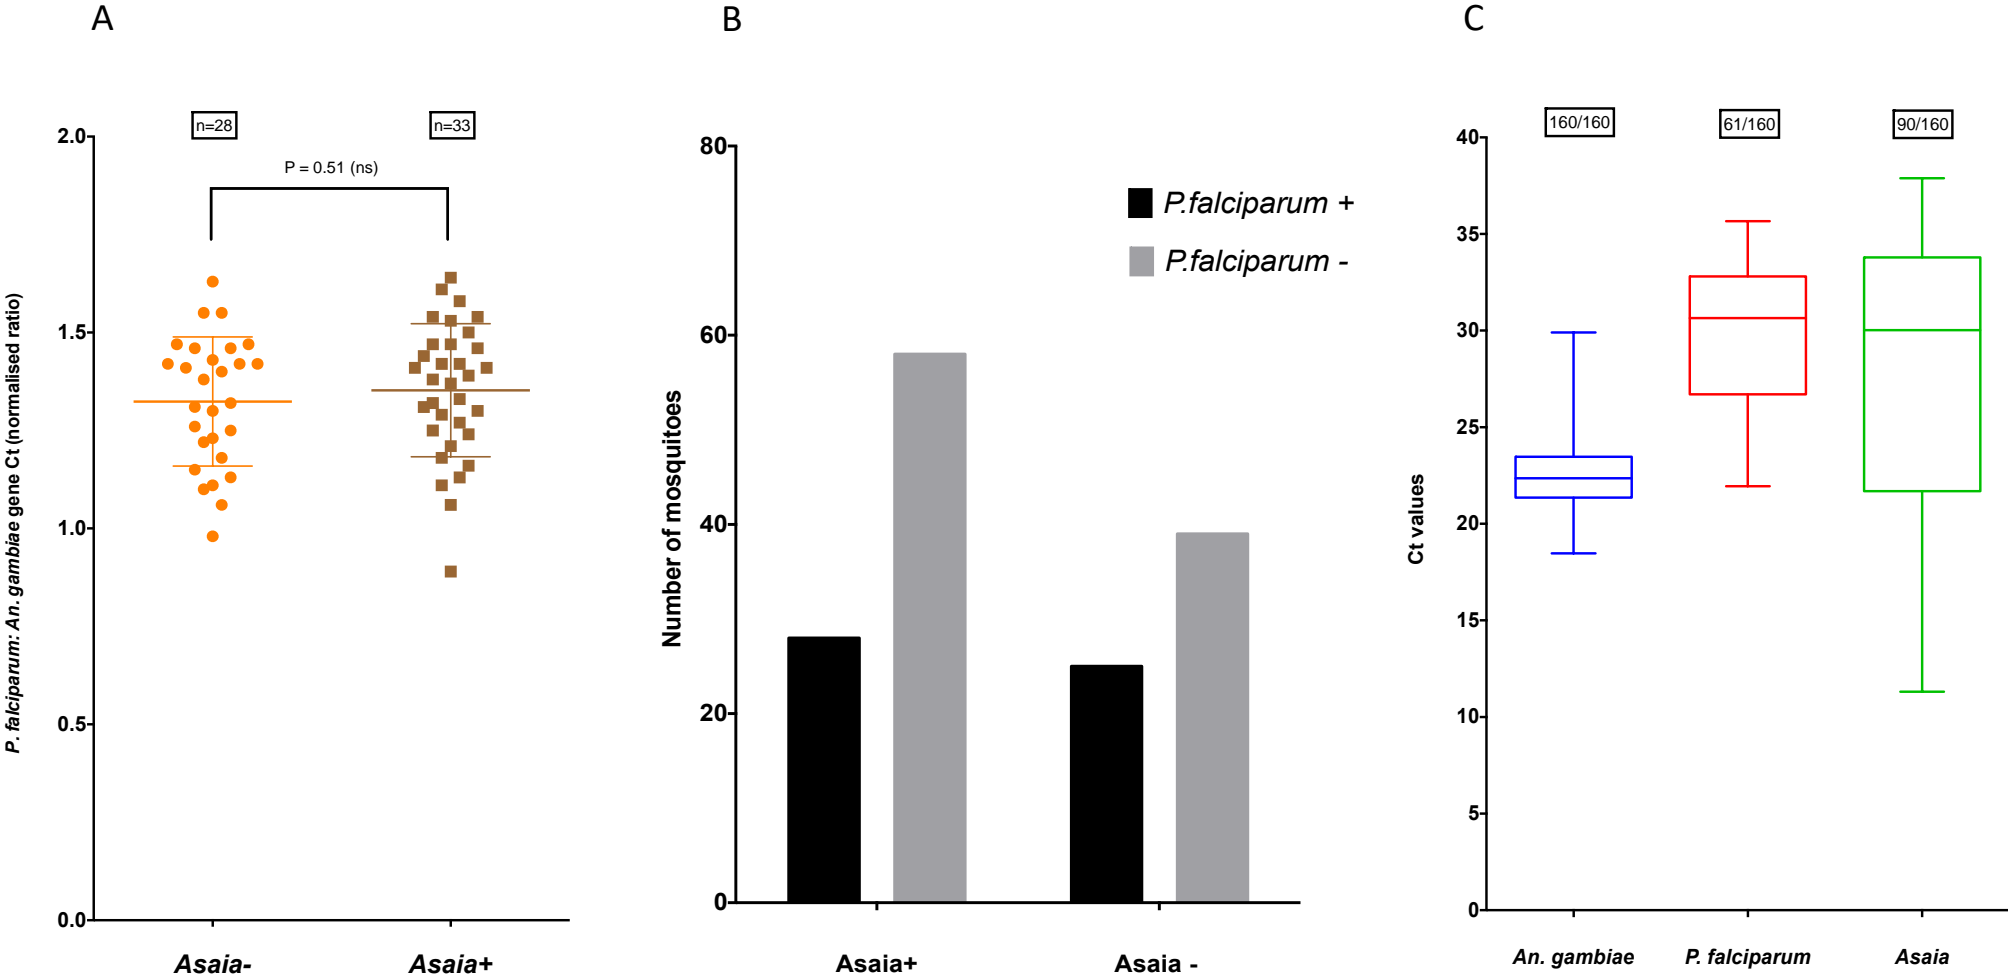 A
B
C
n=28
n=33
P = 0.51 (ns)
2.0
1.5
1.0
0.5
0.0
P. falciparum: An. gambiae gene Ct (normalised ratio)
Asaia-
Asaia+
80
60
40
20
0
Number of mosquitoes
P.falciparum +
P.falciparum -
Asaia+
Asaia -
160/160
61/160
90/160
40
35
30
25
20
15
10
5
0
Ct values
An. gambiae
P. falciparum
Asaia